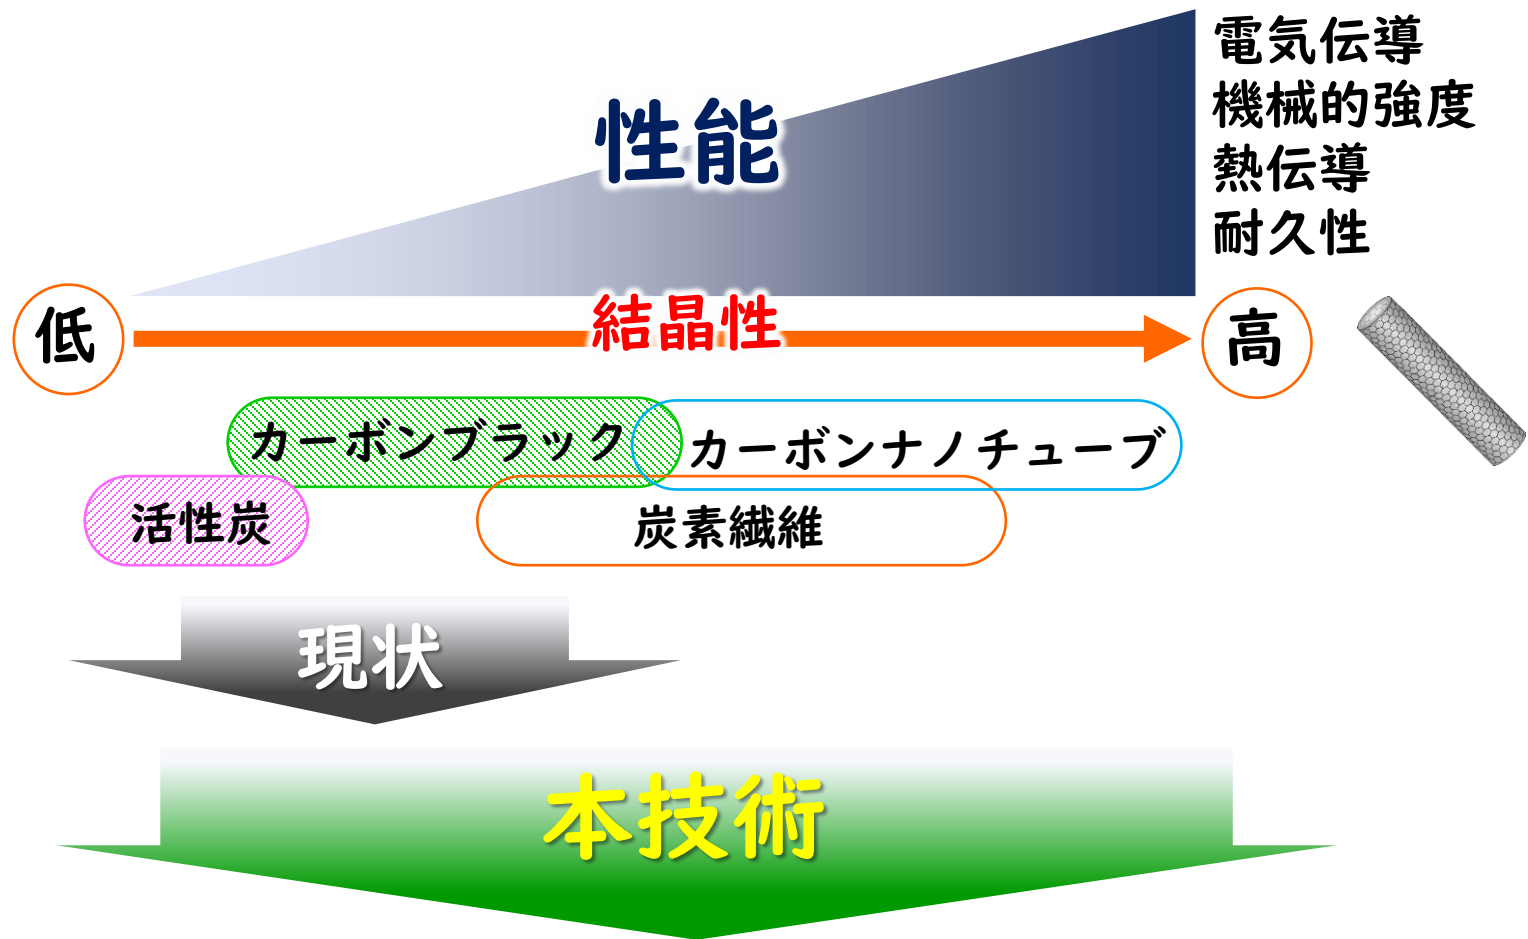 電気伝導
機械的強度
熱伝導
耐久性
性能
低
結晶性
高
カーボンブラック
カーボンナノチューブ
活性炭
炭素繊維
現状
本技術